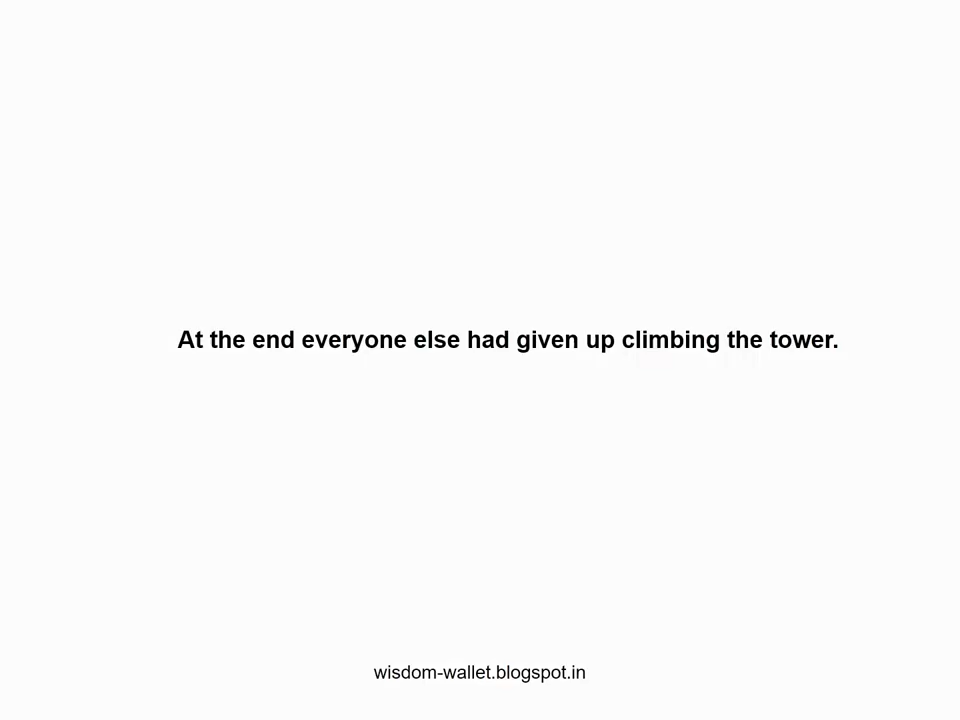 At the end everyone else had given up climbing the tower.
wisdom-wallet.blogspot.in